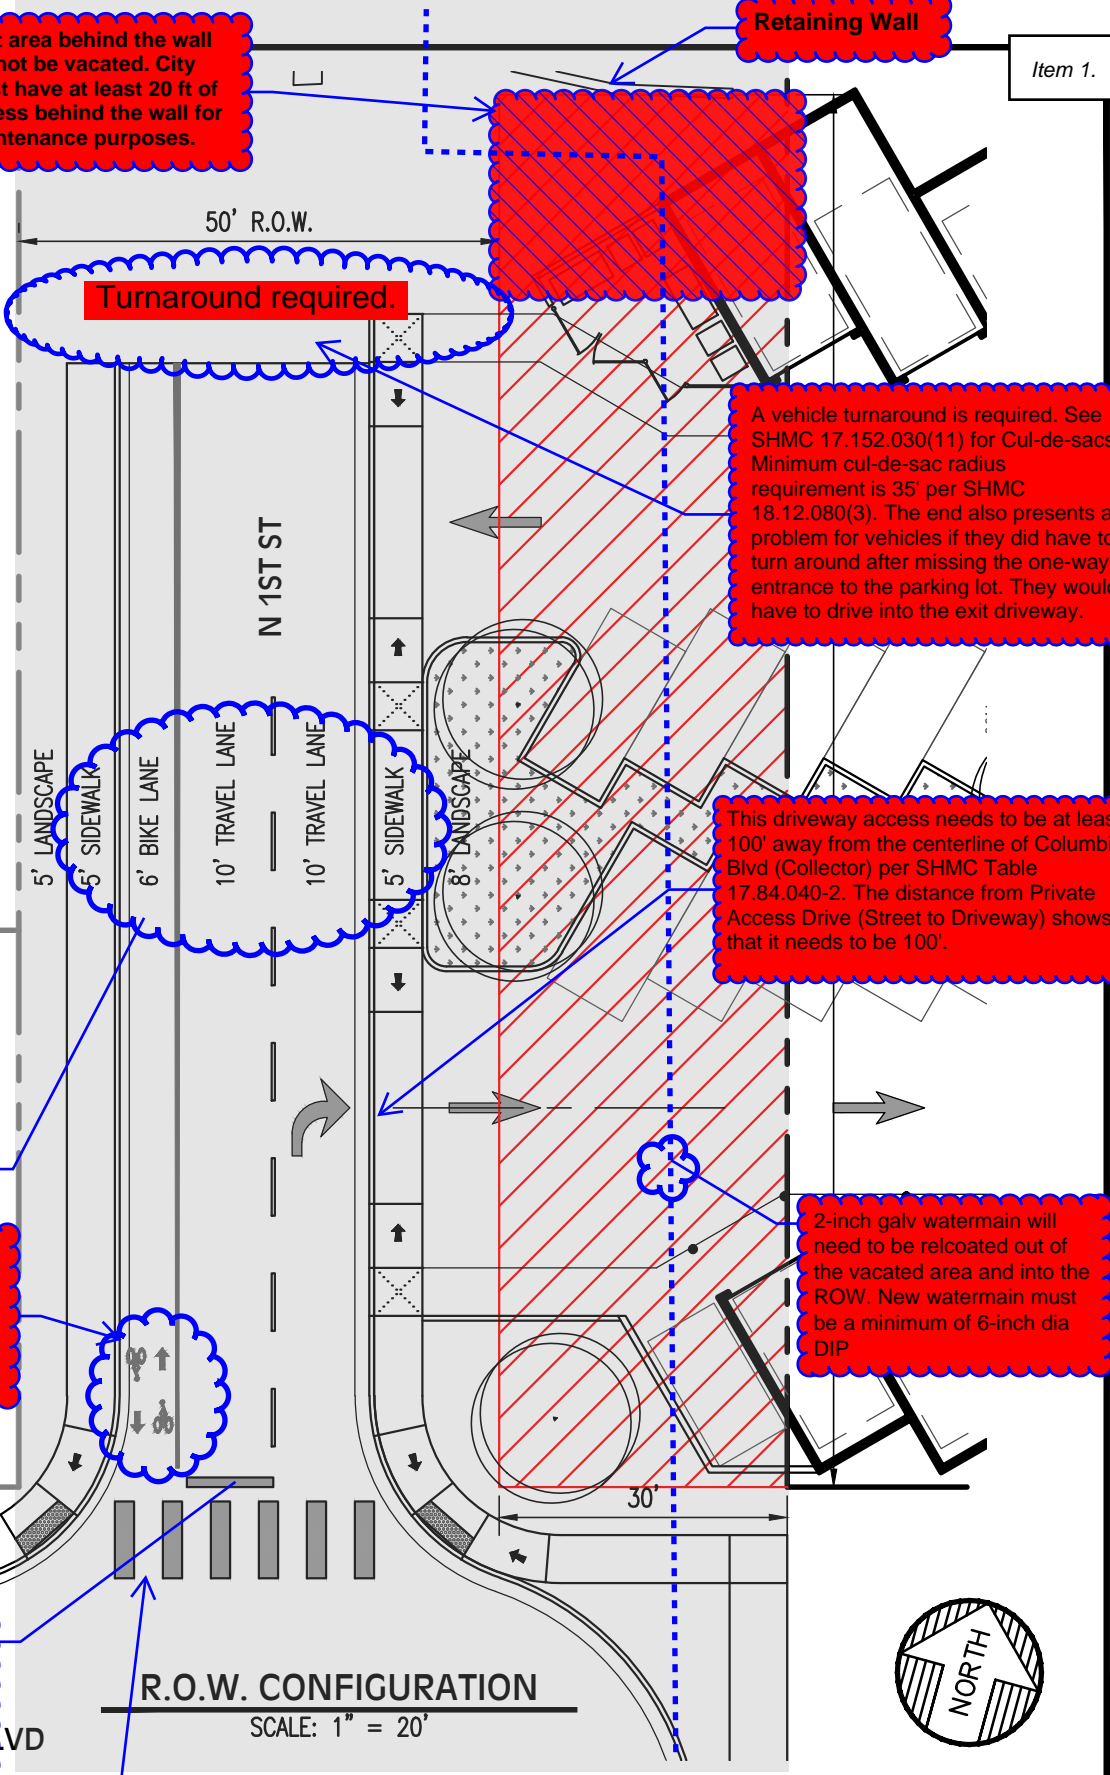 t area behind the wall
not be vacated. City
st have at least 20 ft of
ess behind the wall for
ntenance purposes.
Retaining Wall
Item 1.
50' R.O.W.
Turnaround required.
A vehicle turnaround is required. See
SHMC 17.152.030(11) for Cul-de-sacs
Minimum cul-de-sac radius
requirement is 35' per SHMC
18.12.080(3). The end also presents a
problem for vehicles if they did have to
turn around after missing the one-way
entrance to the parking lot. They would
have to drive into the exit driveway.
N 1ST ST
5' LANDSCAPE
5' SIDEWALK
6' BIKE LANE
10' TRAVEL LANE
10' TRAVEL LANE
5' SIDEWALK
8' LANDSCAPE
This driveway access needs to be at leas
100' away from the centerline of Columbi
Blvd (Collector) per SHMC Table
17.84.040-2. The distance from Private
Access Drive (Street to Driveway) shows
that it needs to be 100'.
2-inch galv watermain will
need to be relcoated out of
the vacated area and into the
ROW. New watermain must
be a minimum of 6-inch dia
DIP
30'
R.O.W. CONFIGURATION
SCALE: 1" = 20'
LVD
NORTH